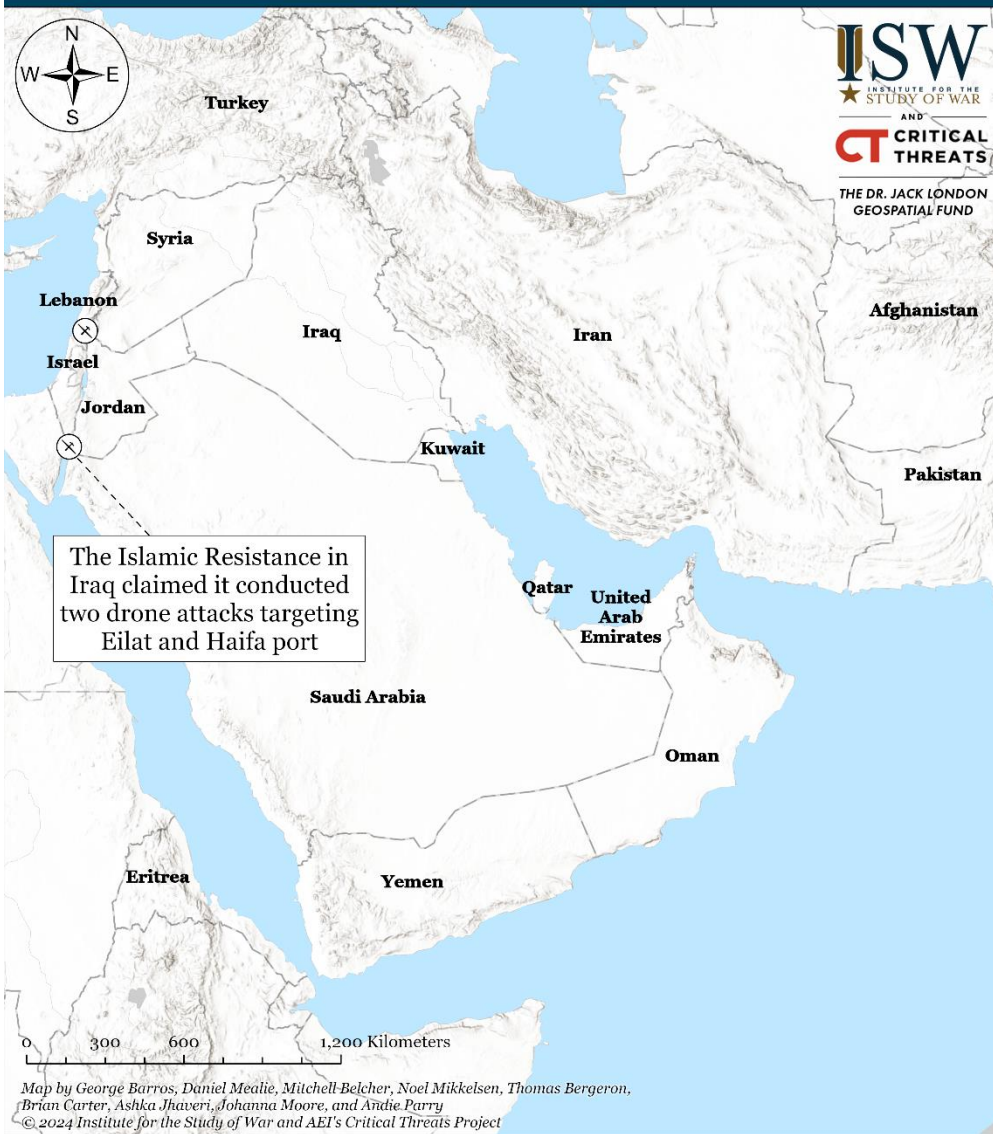 N
W
E
S
ISW
INSTITUTE FOR THE
STUDY OF WAR
AND
CT CRITICAL
THREATS
THE DR. JACK LONDON
GEOSPATIAL FUND
Turkey
Syria
Lebanon
Afghanistan
Iraq
Iran
Israel
Jordan
Kuwait
Pakistan
The Islamic Resistance in
Iraq claimed it conducted
two drone attacks targeting
Eilat and Haifa port
Qatar
United
Arab
Emirates
Saudi Arabia
Oman
Eritrea
Yemen
0 300 600 1,200 Kilometers
Map by George Barros, Daniel Mealie, Mitchell Belcher, Noel Mikkelsen, Thomas Bergeron,
Brian Carter, Ashka Jhaveri, Johanna Moore, and Andie Parry
© 2024 Institute for the Study of War and AEI's Critical Threats Project